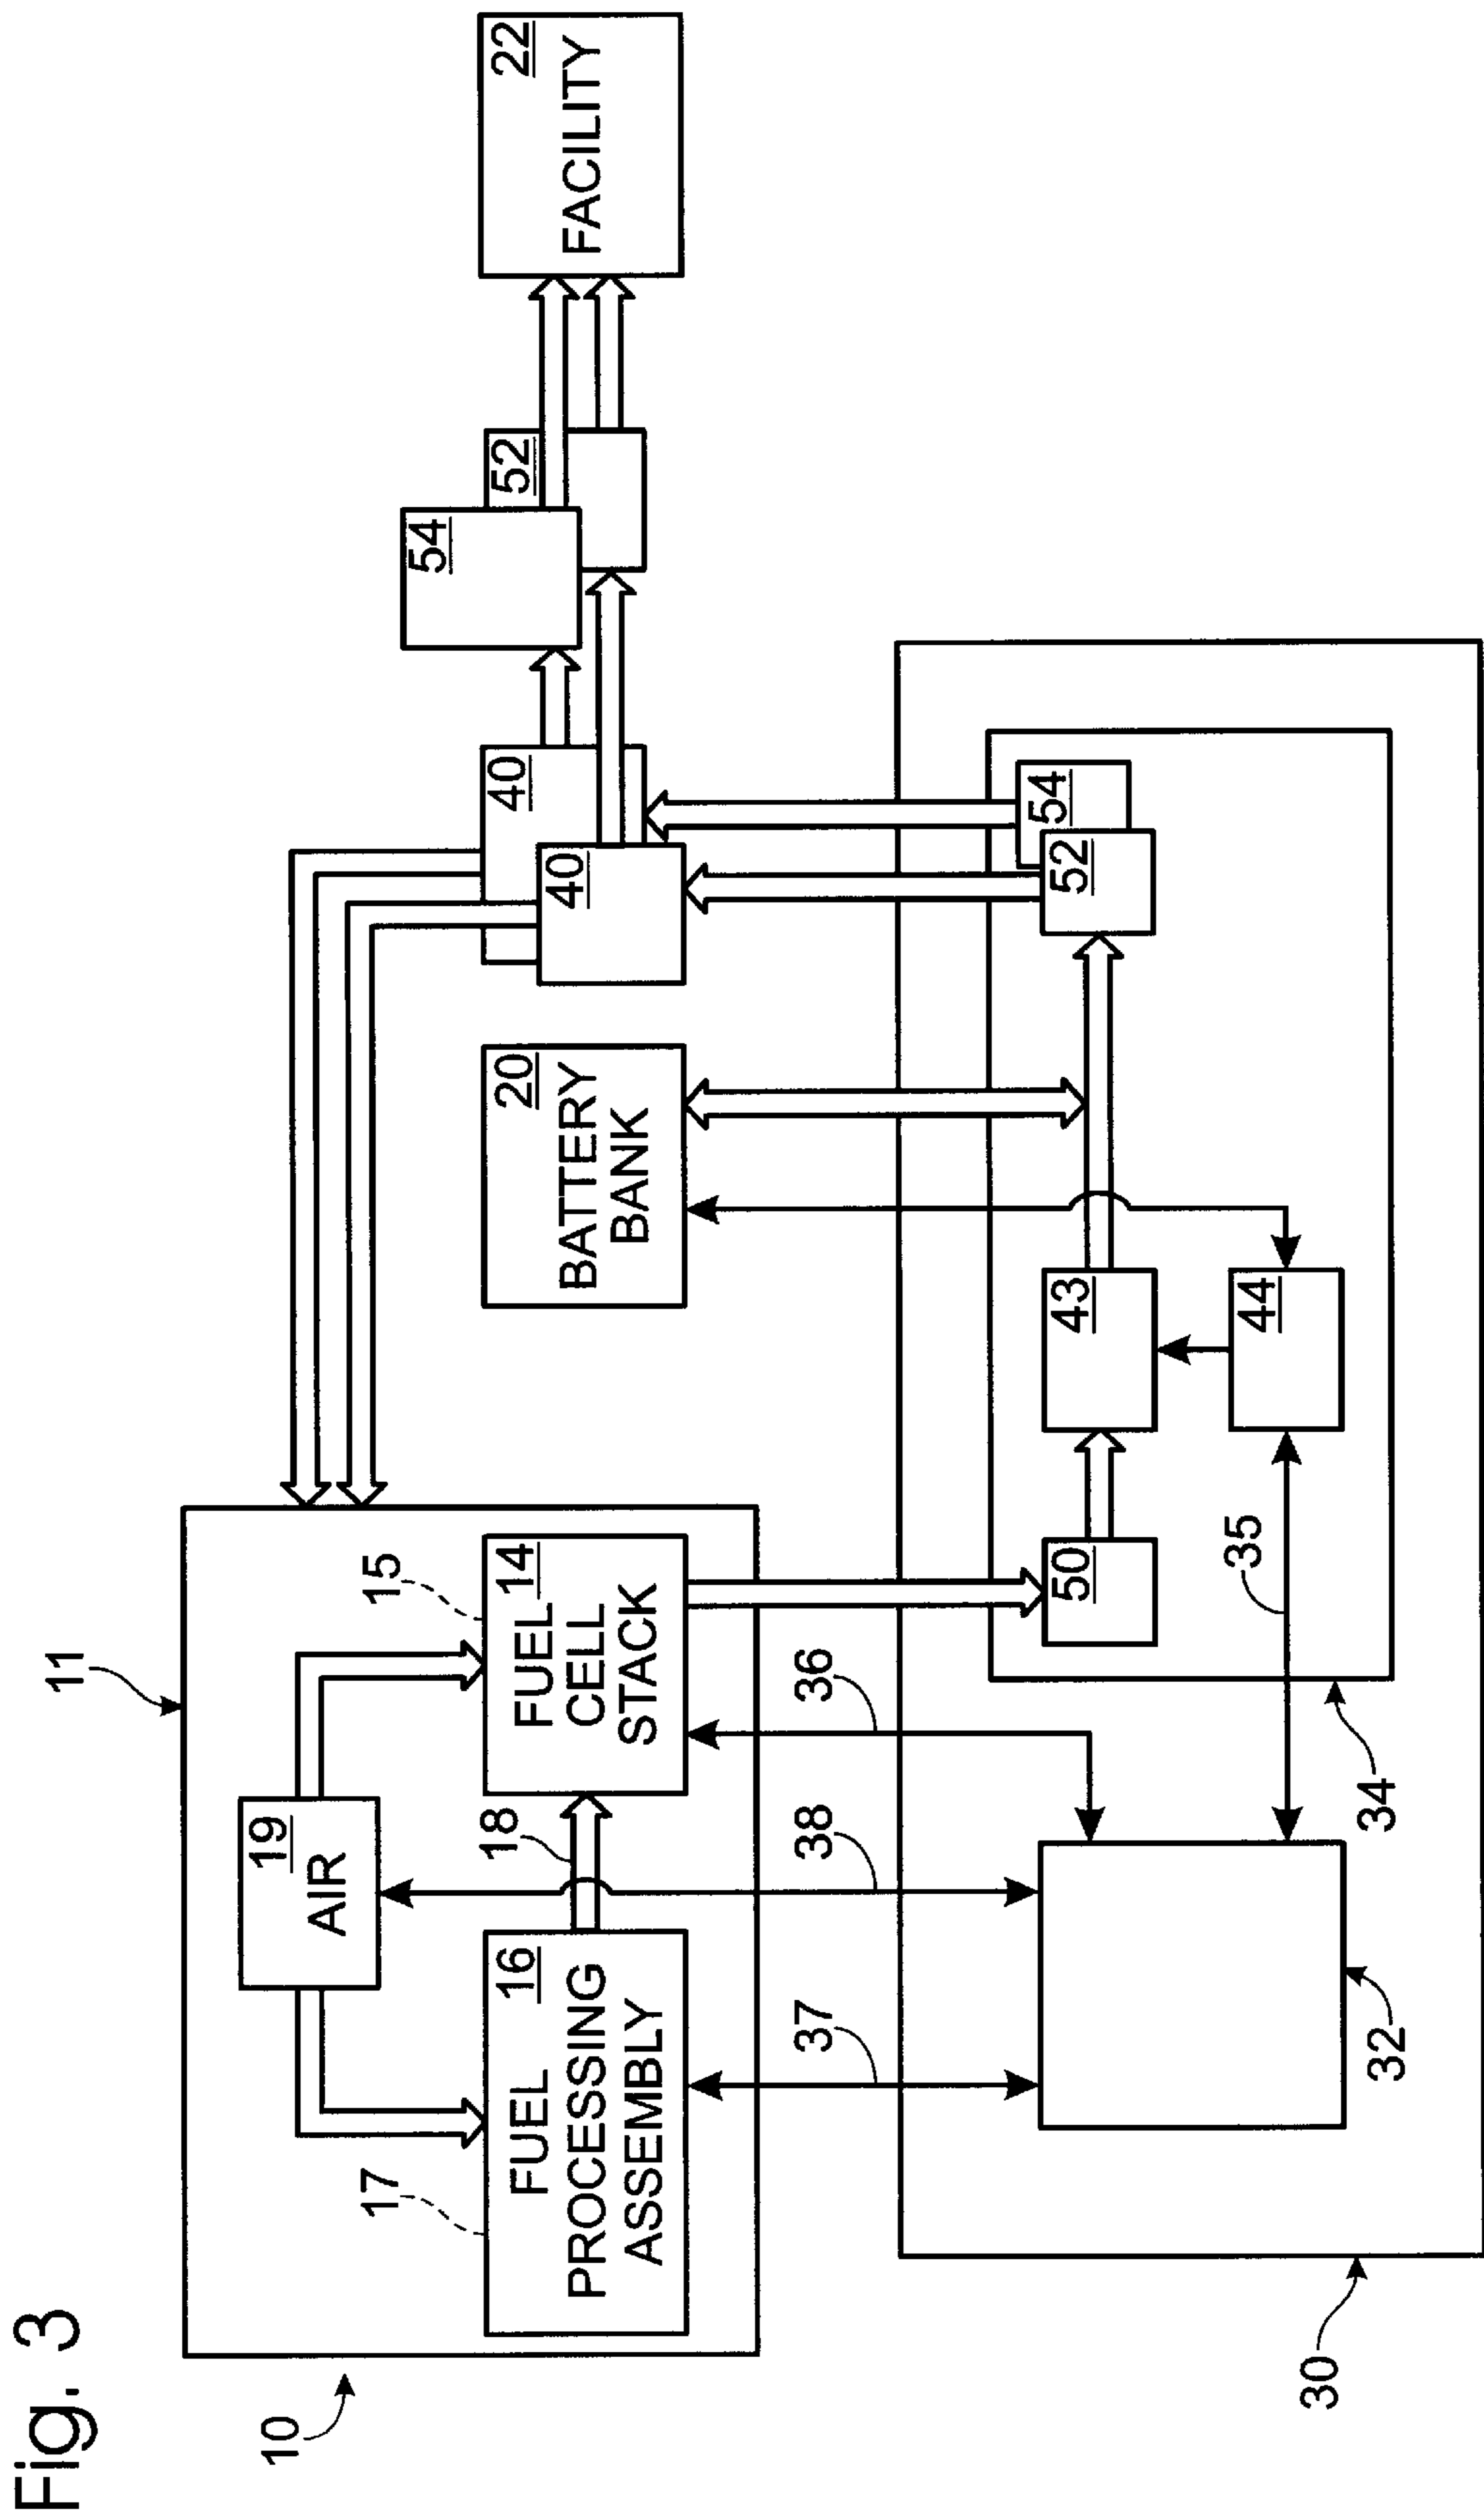 Fig. 3
10
11
17
FUEL
PROCESSING
ASSEMBLY
16
19
AIR
18
15
FUEL
CELL
STACK
14
BATTERY
BANK
20
40
40
54
52
FACILITY
22
37
38
36
35
30
32
34
50
43
44
52
54